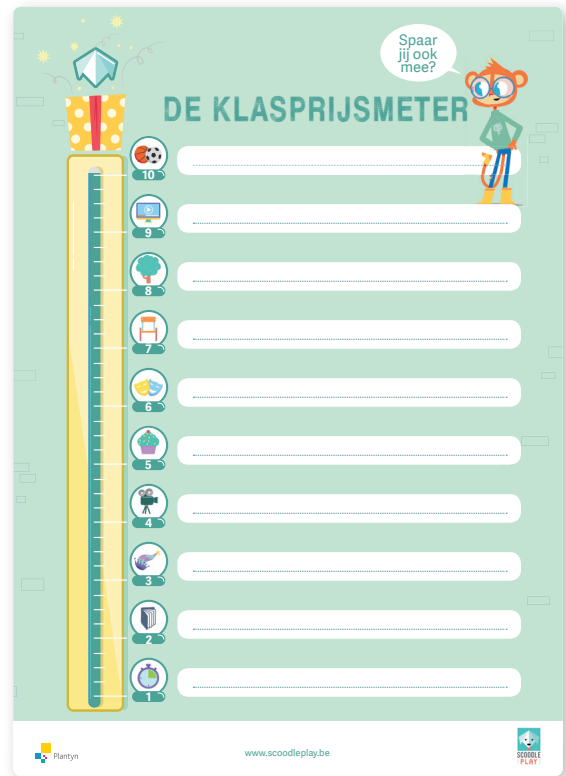 Spaar
jij ook
mee?
DE KLASPRIJSMETER
10
9
8
7
6
5
4
3
2
1
Plantyn
www.scoodleplay.be
SCOODLE
PLAY